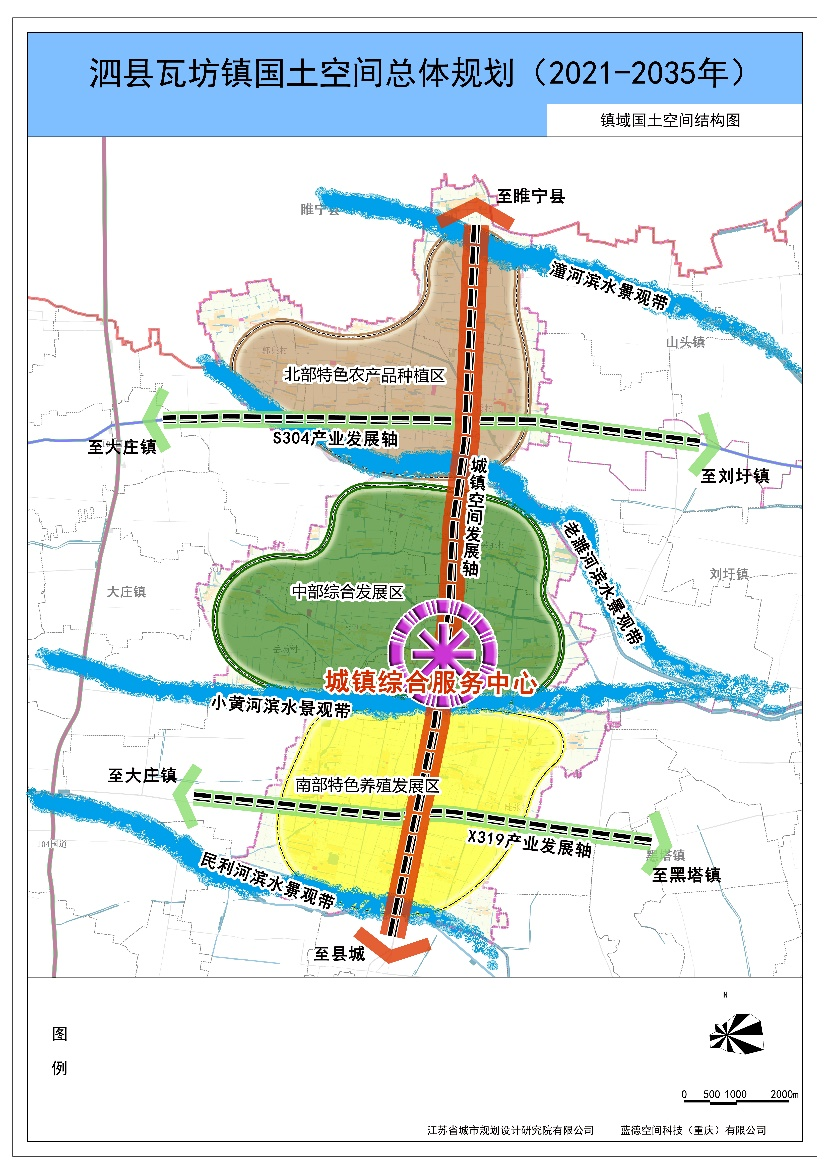 泗县瓦坊镇国土空间总体规划（2021-2035年）
镇域国土空间结构图
至睢宁县
睢宁县
潼河滨水景观带
山头镇
北部特色农产品种植区
S304产业发展轴
至大庄镇
至刘圩镇
城镇空间发展轴
老濉河滨水景观带
大庄镇
中部综合发展区
刘圩镇
城镇综合服务中心
小黄河滨水景观带
至大庄镇
南部特色养殖发展区
X319产业发展轴
黑塔镇
至黑塔镇
民利河滨水景观带
至县城
图
例
N
0 500 1000 2000m
江苏省城市规划设计研究院有限公司 蓝德空间科技（重庆）有限公司